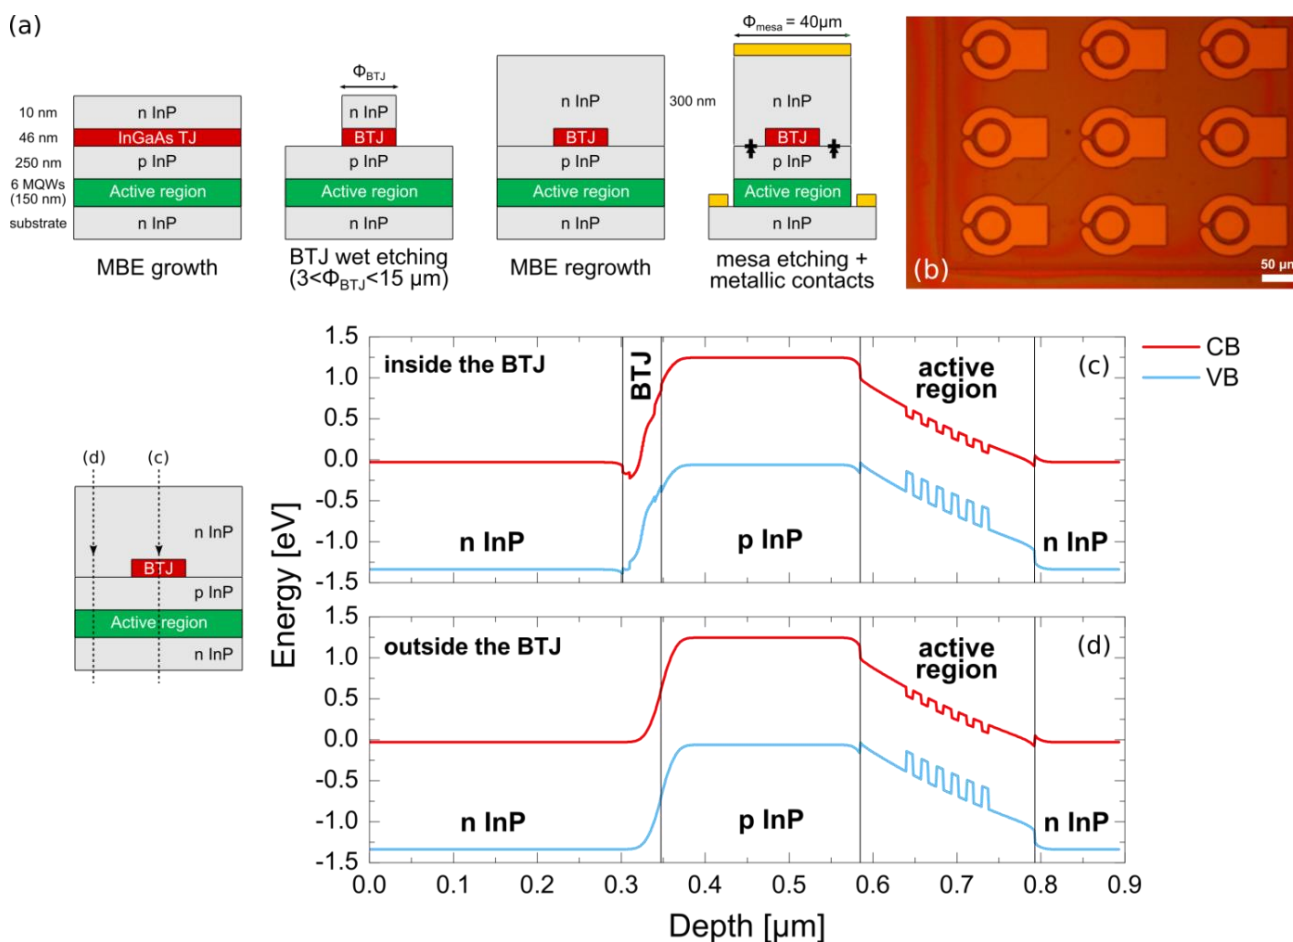 (a)
10 nm
46 nm
250 nm
6 MQWs
(150 nm)
substrate
n InP
InGaAs TJ
p InP
Active region
n InP
MBE growth
Φ_BTJ
n InP
BTJ
p InP
Active region
n InP
BTJ wet etching
(3<Φ_BTJ<15 μm)
n InP
BTJ
p InP
Active region
n InP
MBE regrowth
300 nm
Φ_mesa = 40μm
n InP
BTJ
p InP
Active region
n InP
mesa etching +
metallic contacts
(b)
50 μm
(d)
(c)
n InP
BTJ
p InP
Active region
n InP
Energy [eV]
1.5
1.0
0.5
0.0
-0.5
-1.0
-1.5
inside the BTJ
BTJ
active
region
(c)
n InP
p InP
n InP
CB
VB
1.5
1.0
0.5
0.0
-0.5
-1.0
-1.5
outside the BTJ
active
region
(d)
n InP
p InP
n InP
0.0 0.1 0.2 0.3 0.4 0.5 0.6 0.7 0.8 0.9
Depth [μm]